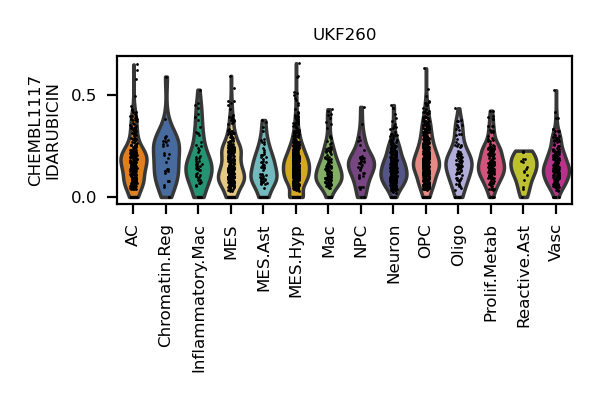 UKF260
CHEMBL1117
IDARUBICIN
0.5
0.0
AC
Chromatin.Reg
Inflammatory.Mac
MES
MES.Ast
MES.Hyp
Mac
NPC
Neuron
OPC
Oligo
Prolif.Metab
Reactive.Ast
Vasc